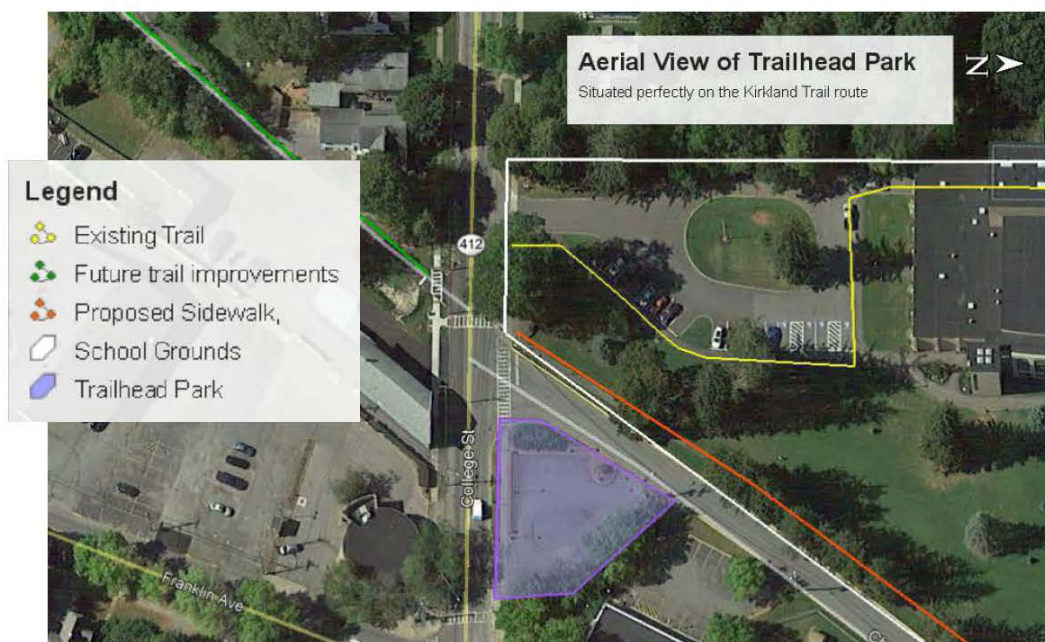 Aerial View of Trailhead Park
Situated perfectly on the Kirkland Trail route
N
Legend
Existing Trail
Future trail improvements
Proposed Sidewalk,
School Grounds
Trailhead Park
412
College St
Franklin Ave